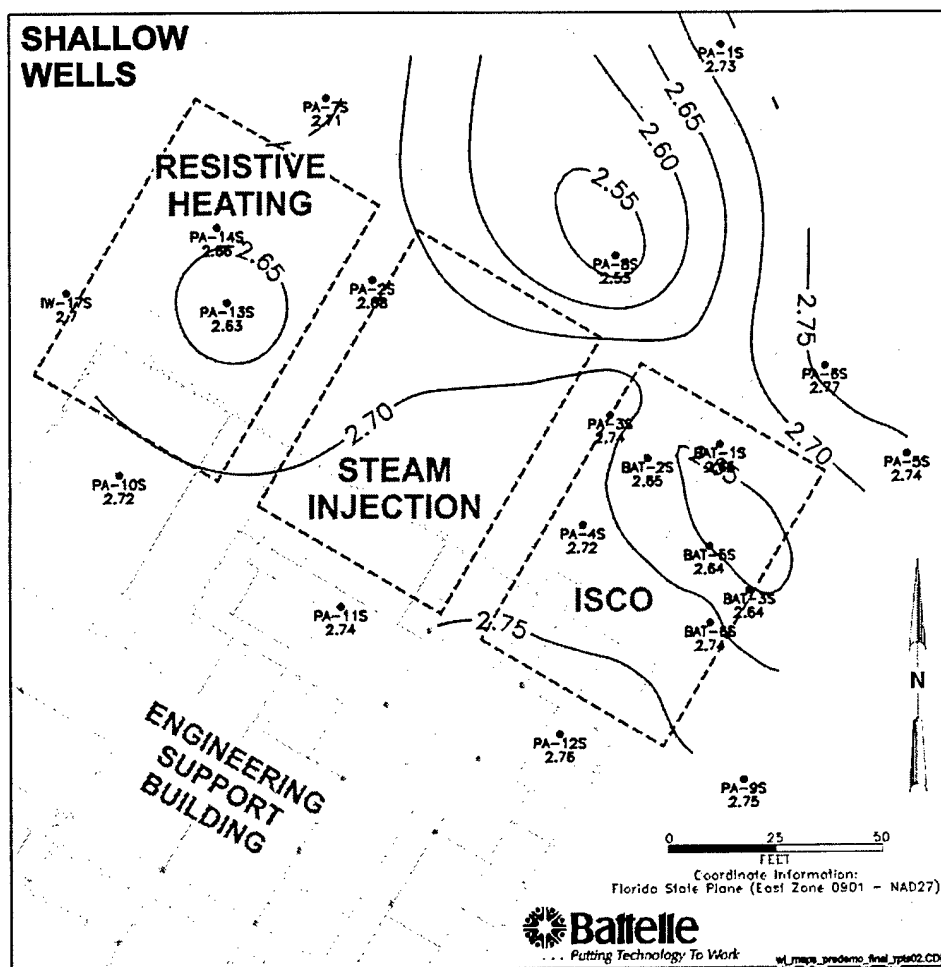 SHALLOW
WELLS
PA-1S
2.73
PA-7S
2.71
2.65
2.60
2.55
RESISTIVE
HEATING
PA-14S
2.66
2.65
PA-8S
2.55
IW-17S
2.7
PA-13S
2.63
PA-2S
2.68
2.75
PA-6S
2.77
2.70
PA-3S
2.74
2.70
PA-10S
2.72
STEAM
INJECTION
BAT-2S
2.65
BAT-1S
PA-5S
2.74
PA-4S
2.72
BAT-5S
2.64
ISCO
BAT-3S
2.64
PA-11S
2.74
2.75
BAT-6S
2.74
N
ENGINEERING
SUPPORT
BUILDING
PA-12S
2.76
PA-9S
2.75
0 25 50
FEET
Coordinate Information:
Florida State Plane (East Zone 0901 - NAD27)
Battelle
... Putting Technology To Work